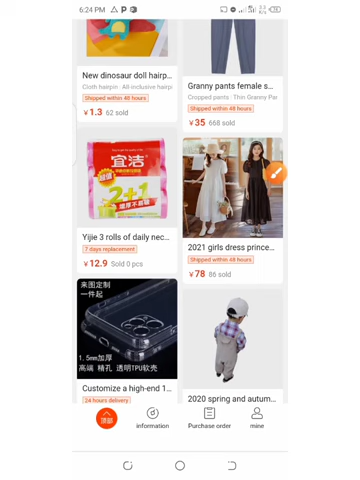 6:24 PM
New dinosaur doll hairp...
Cloth hairpin . All-inclusive hairpi
Shipped within 48 hours
¥1.3 62 sold
Granny pants female s...
Cropped pants · Thin Granny Par
Shipped within 48 hours
¥35 668 sold
宜洁
2+1
Yijie 3 rolls of daily nec...
7 days replacement
¥12.9 Sold 0 pcs
2021 girls dress prince...
Shipped within 48 hours
¥78 86 sold
来图定制
一件起
1.5mm加厚
高端 精孔 透明TPU软壳
Customize a high-end 1...
24 hours delivery
2020 spring and autum...
顶部
information
Purchase order
mine